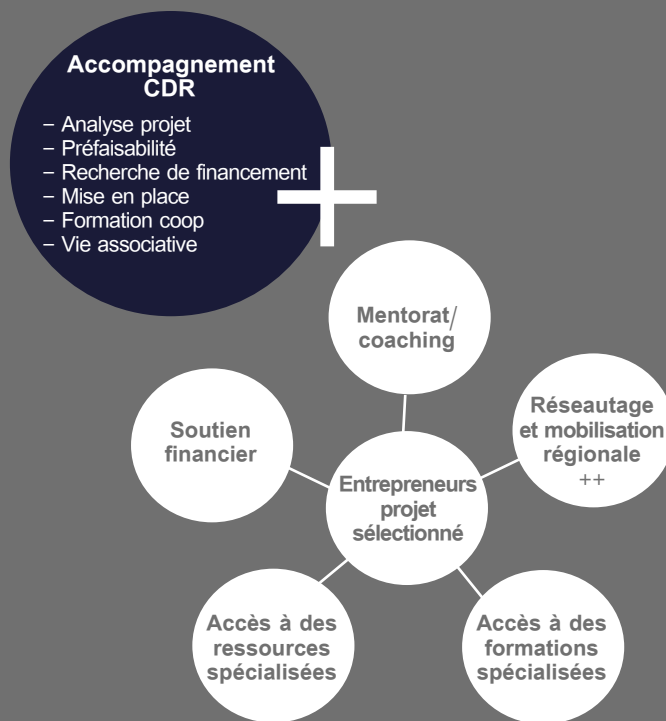 Accompagnement
CDR
– Analyse projet
– Préfaisabilité
– Recherche de financement
– Mise en place
– Formation coop
– Vie associative
Mentorat/
coaching
Soutien
financier
Réseautage
et mobilisation
régionale
++
Entrepreneurs
projet
sélectionné
Accès à des
ressources
spécialisées
Accès à des
formations
spécialisées